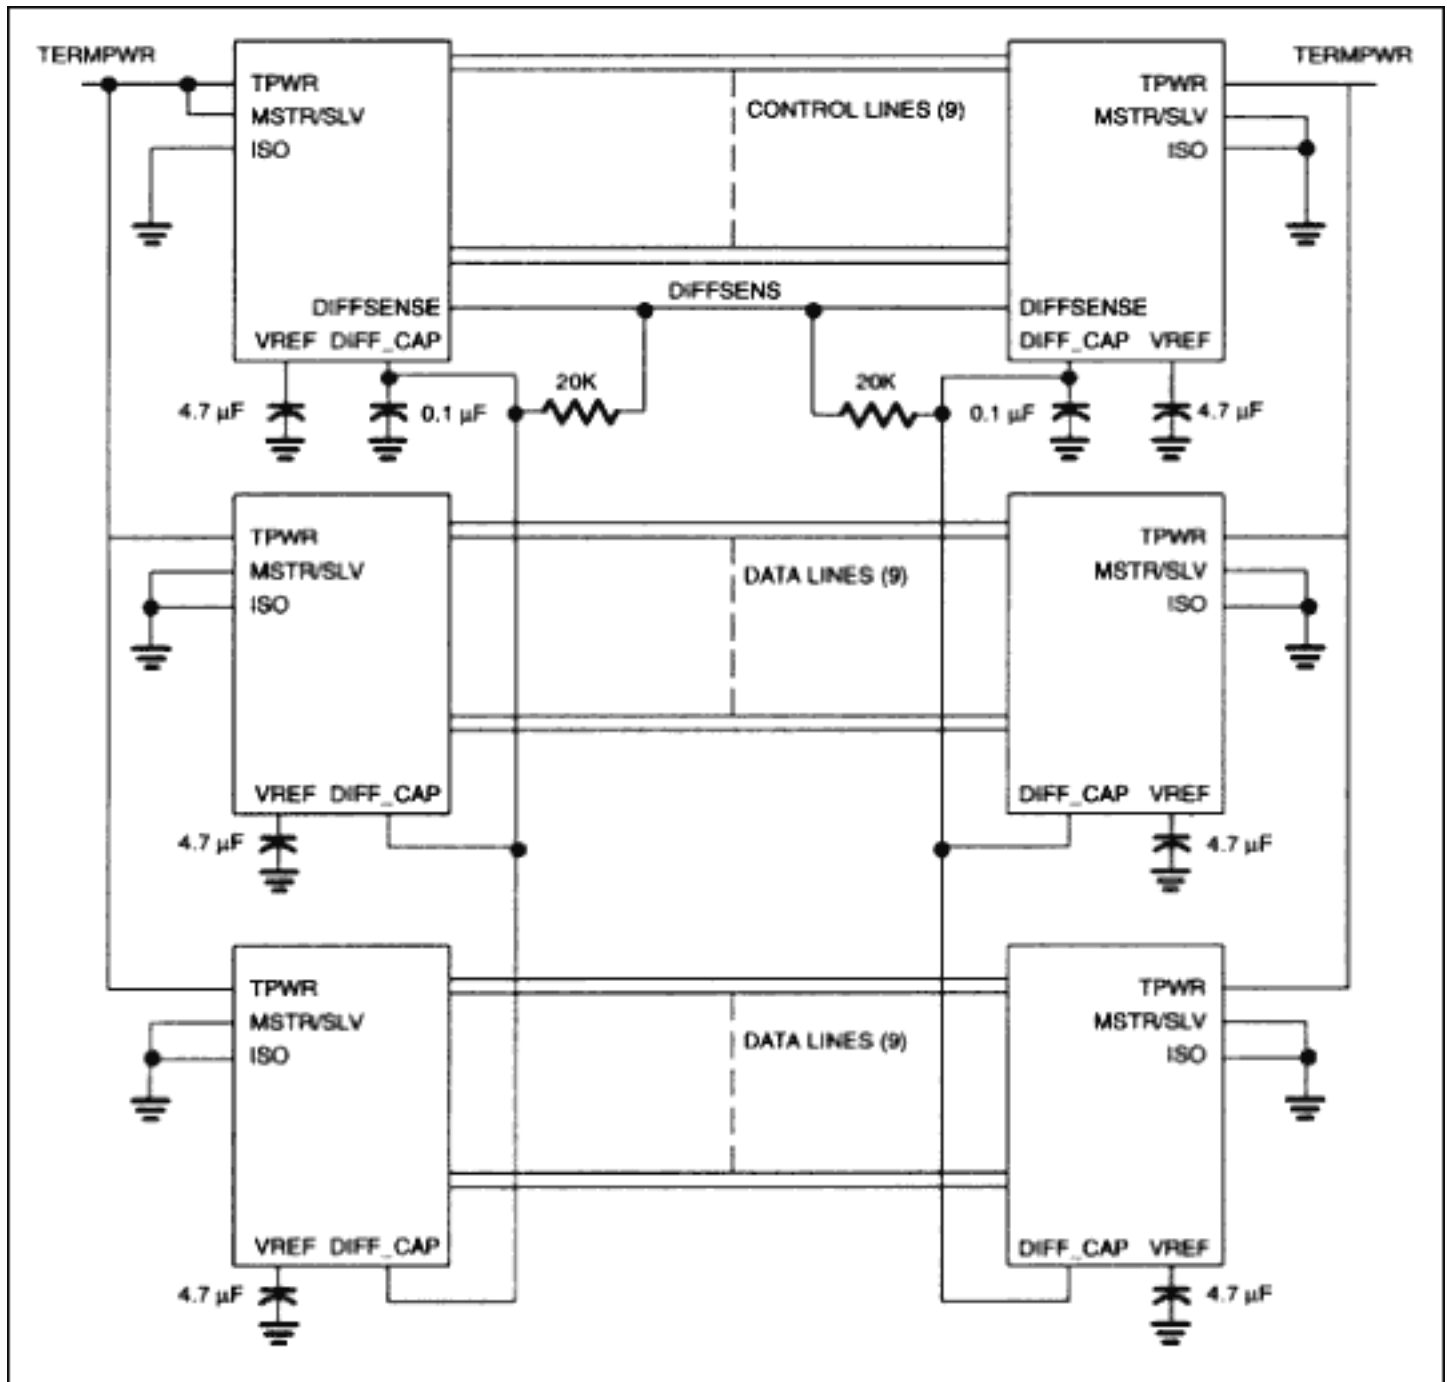 TERMPWR
TERMPWR
TPWR
MSTR/SLV
ISO
CONTROL LINES (9)
TPWR
MSTR/SLV
ISO
DIFFSENS
DIFFSENSE
DIFFSENSE
VREF DIFF_CAP
DIFF_CAP VREF
4.7 µF
0.1 µF
20K
20K
0.1 µF
4.7 µF
TPWR
MSTR/SLV
ISO
DATA LINES (9)
TPWR
MSTR/SLV
ISO
VREF DIFF_CAP
DIFF_CAP VREF
4.7 µF
4.7 µF
TPWR
MSTR/SLV
ISO
DATA LINES (9)
TPWR
MSTR/SLV
ISO
VREF DIFF_CAP
DIFF_CAP VREF
4.7 µF
4.7 µF